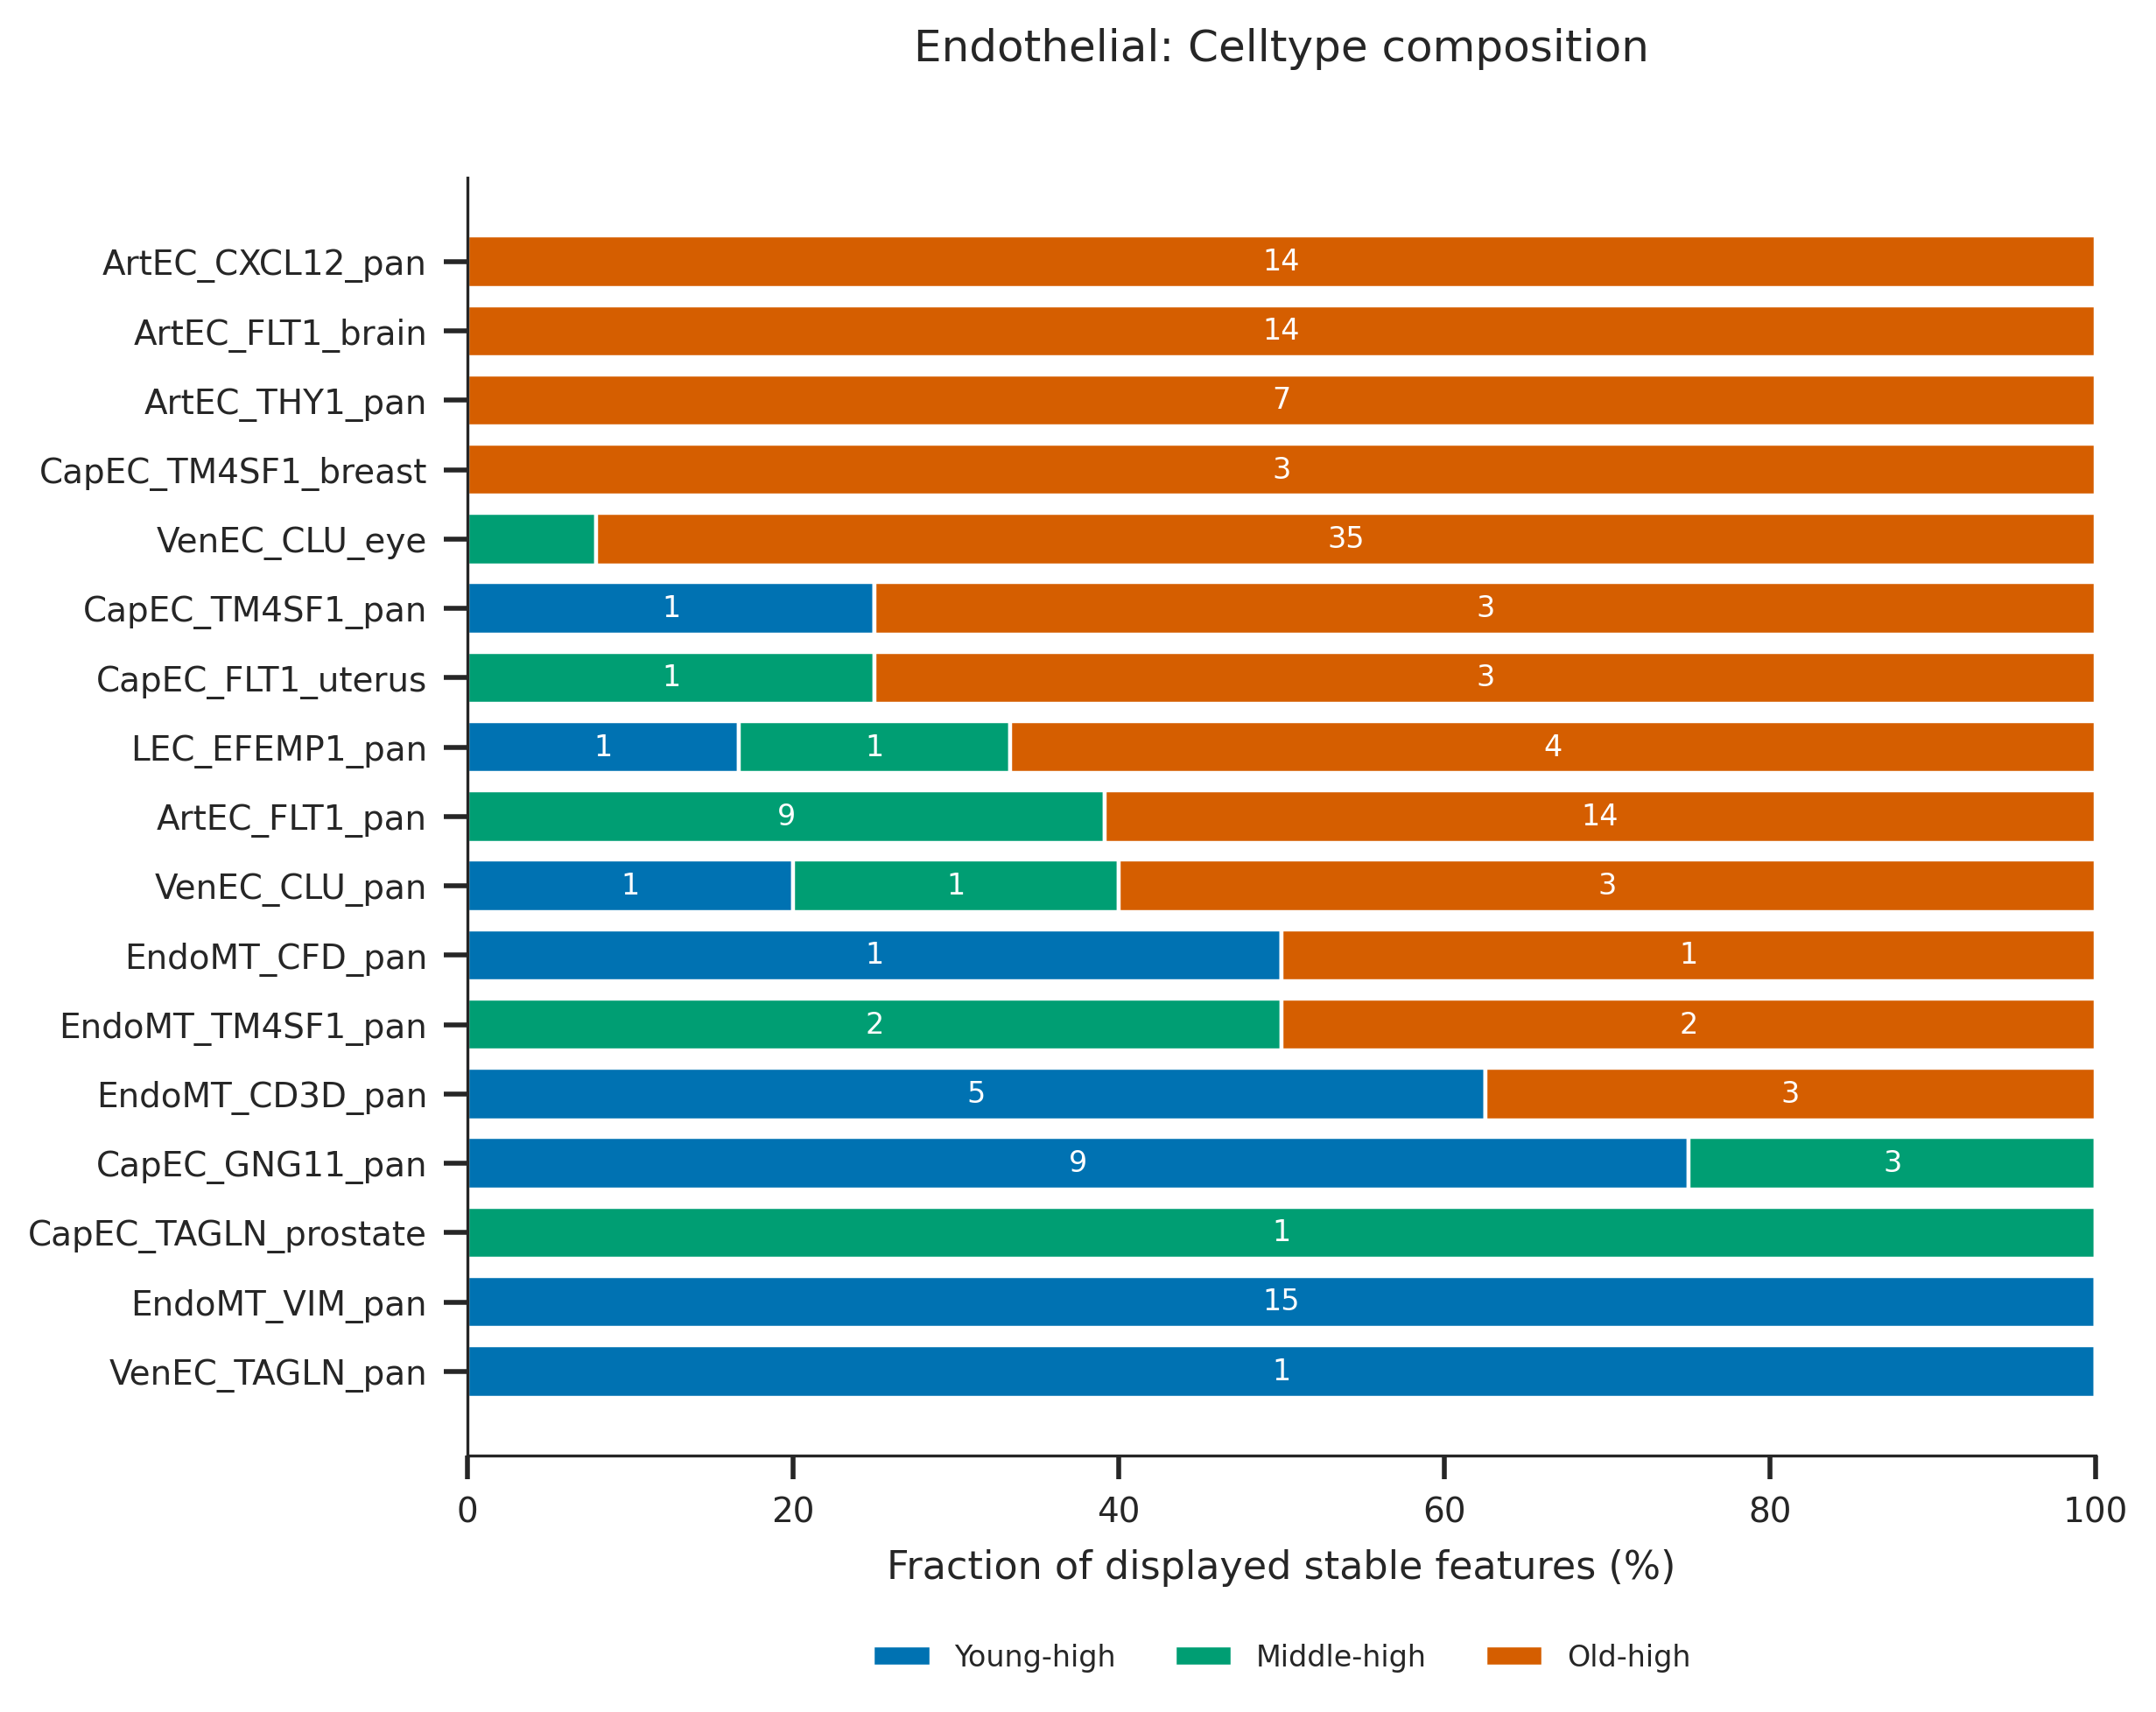 Endothelial: Celltype composition
ArtEC_CXCL12_pan 14
ArtEC_FLT1_brain 14
ArtEC_THY1_pan 7
CapEC_TM4SF1_breast 3
VenEC_CLU_eye 35
CapEC_TM4SF1_pan 1 3
CapEC_FLT1_uterus 1 3
LEC_EFEMP1_pan 1 1 4
ArtEC_FLT1_pan 9 14
VenEC_CLU_pan 1 1 3
EndoMT_CFD_pan 1 1
EndoMT_TM4SF1_pan 2 2
EndoMT_CD3D_pan 5 3
CapEC_GNG11_pan 9 3
CapEC_TAGLN_prostate 1
EndoMT_VIM_pan 15
VenEC_TAGLN_pan 1
0 20 40 60 80 100
Fraction of displayed stable features (%)
Young-high Middle-high Old-high